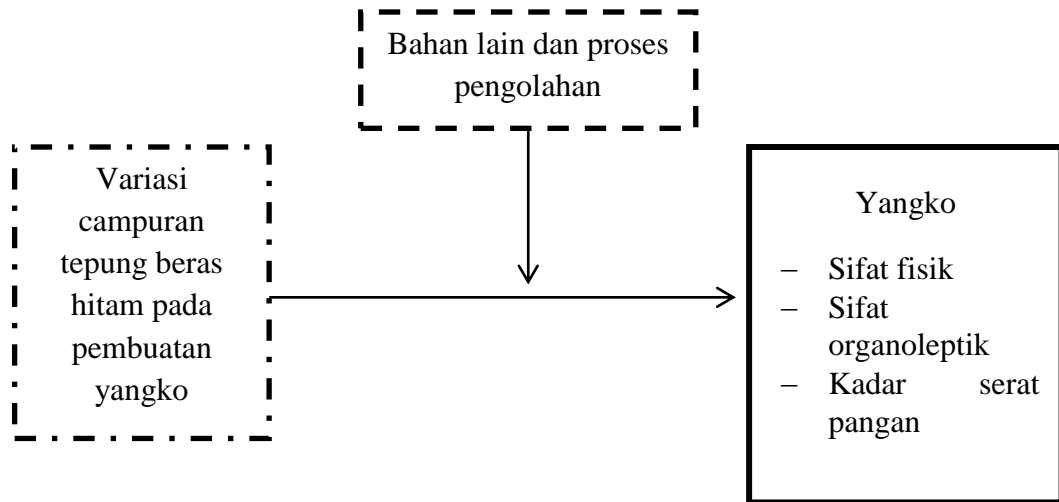 Bahan lain dan proses
pengolahan
Variasi
campuran
tepung beras
hitam pada
pembuatan
yangko
Yangko
– Sifat fisik
– Sifat
organoleptik
– Kadar serat
pangan